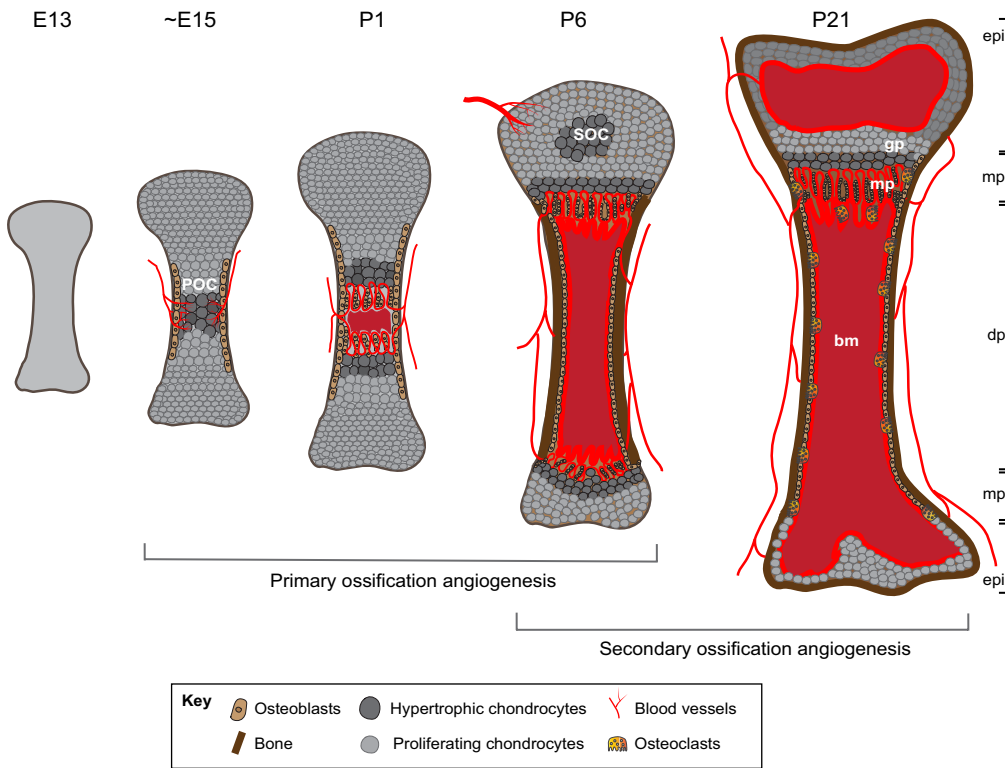 E13
~E15
P1
P6
P21
epi
SOC
gp
mp
mp
POC
bm
dp
mp
epi
Primary ossification angiogenesis
Secondary ossification angiogenesis
Key
Osteoblasts
Hypertrophic chondrocytes
Blood vessels
Bone
Proliferating chondrocytes
Osteoclasts